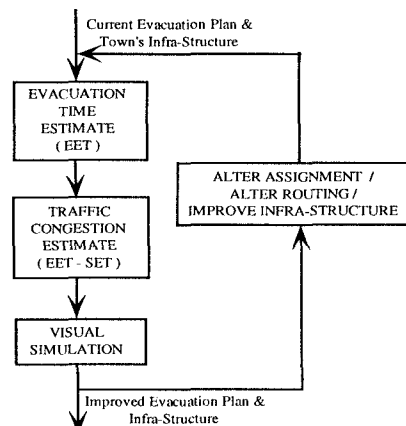 Current Evacuation Plan &
Town's Infra-Structure
EVACUATION
TIME
ESTIMATE
( EET )
TRAFFIC
CONGESTION
ESTIMATE
( EET - SET )
VISUAL
SIMULATION
ALTER ASSIGNMENT /
ALTER ROUTING /
IMPROVE INFRA-STRUCTURE
Improved Evacuation Plan &
Infra-Structure